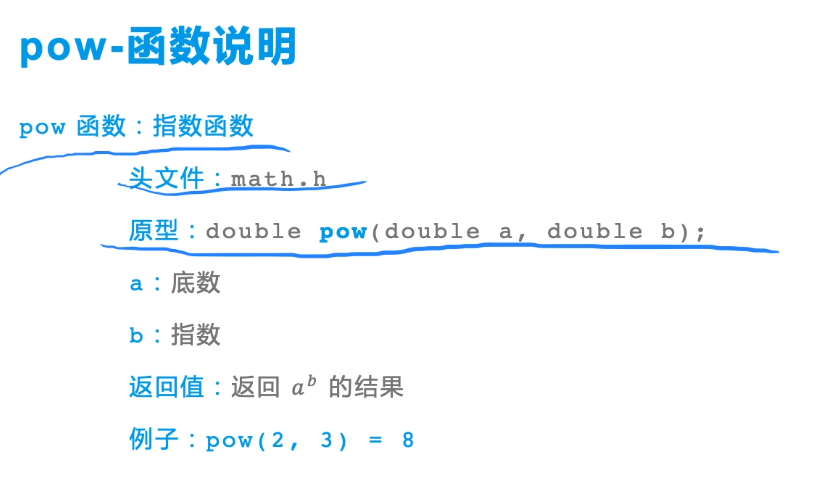 pow-函数说明
pow 函数：指数函数
头文件：math.h
原型：double pow(double a, double b);
a：底数
b：指数
返回值：返回 aᵇ 的结果
例子：pow(2, 3) = 8